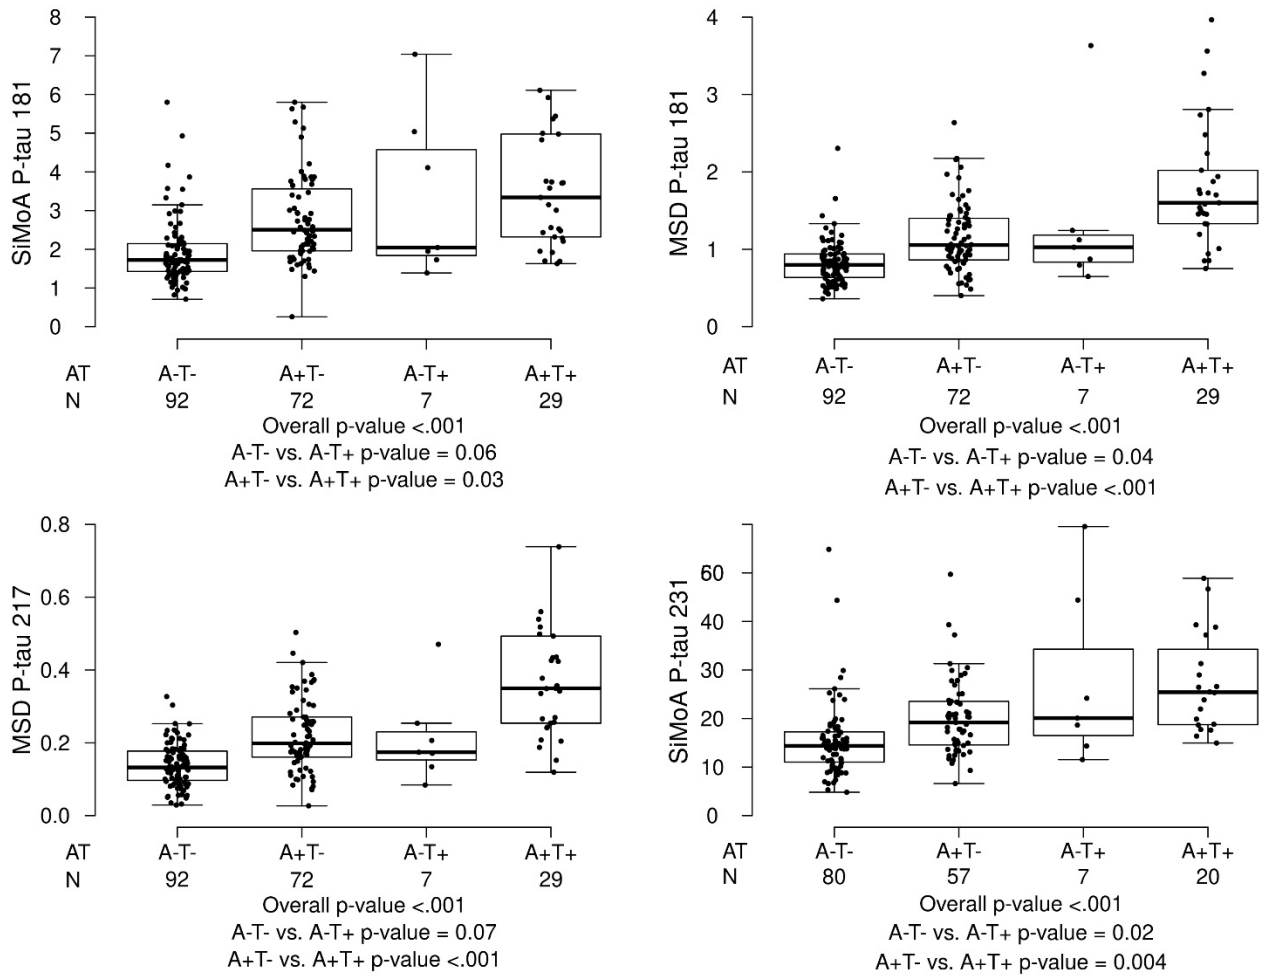 SiMoA P-tau 181
8
7
6
5
4
3
2
1
0
AT A-T- A+T- A-T+ A+T+
N 92 72 7 29
Overall p-value <.001
A-T- vs. A-T+ p-value = 0.06
A+T- vs. A+T+ p-value = 0.03
MSD P-tau 181
4
3
2
1
0
AT A-T- A+T- A-T+ A+T+
N 92 72 7 29
Overall p-value <.001
A-T- vs. A-T+ p-value = 0.04
A+T- vs. A+T+ p-value <.001
MSD P-tau 217
0.8
0.6
0.4
0.2
0.0
AT A-T- A+T- A-T+ A+T+
N 92 72 7 29
Overall p-value <.001
A-T- vs. A-T+ p-value = 0.07
A+T- vs. A+T+ p-value <.001
SiMoA P-tau 231
60
40
30
20
10
0
AT A-T- A+T- A-T+ A+T+
N 80 57 7 20
Overall p-value <.001
A-T- vs. A-T+ p-value = 0.02
A+T- vs. A+T+ p-value = 0.004